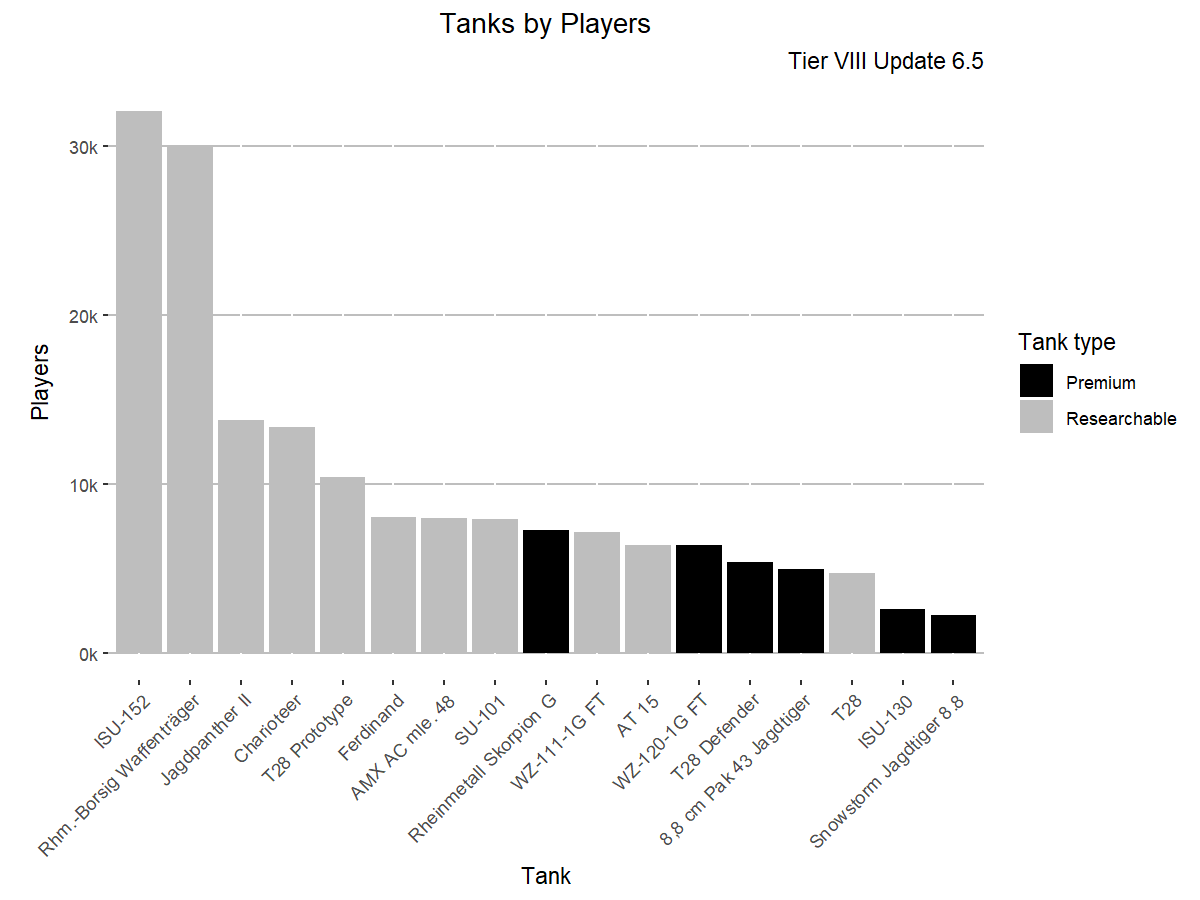 Tanks by Players
Tier VIII Update 6.5
Players
30k
20k
10k
0k
Tank type
Premium
Researchable
ISU-152
Rhm.-Borsig Waffenträger
Jagdpanther II
Charioteer
T28 Prototype
Ferdinand
AMX AC mle. 48
SU-101
Rheinmetall Skorpion G
WZ-111-1G FT
AT 15
WZ-120-1G FT
T28 Defender
8,8 cm Pak 43 Jagdtiger
T28
ISU-130
Snowstorm Jagdtiger 8.8
Tank